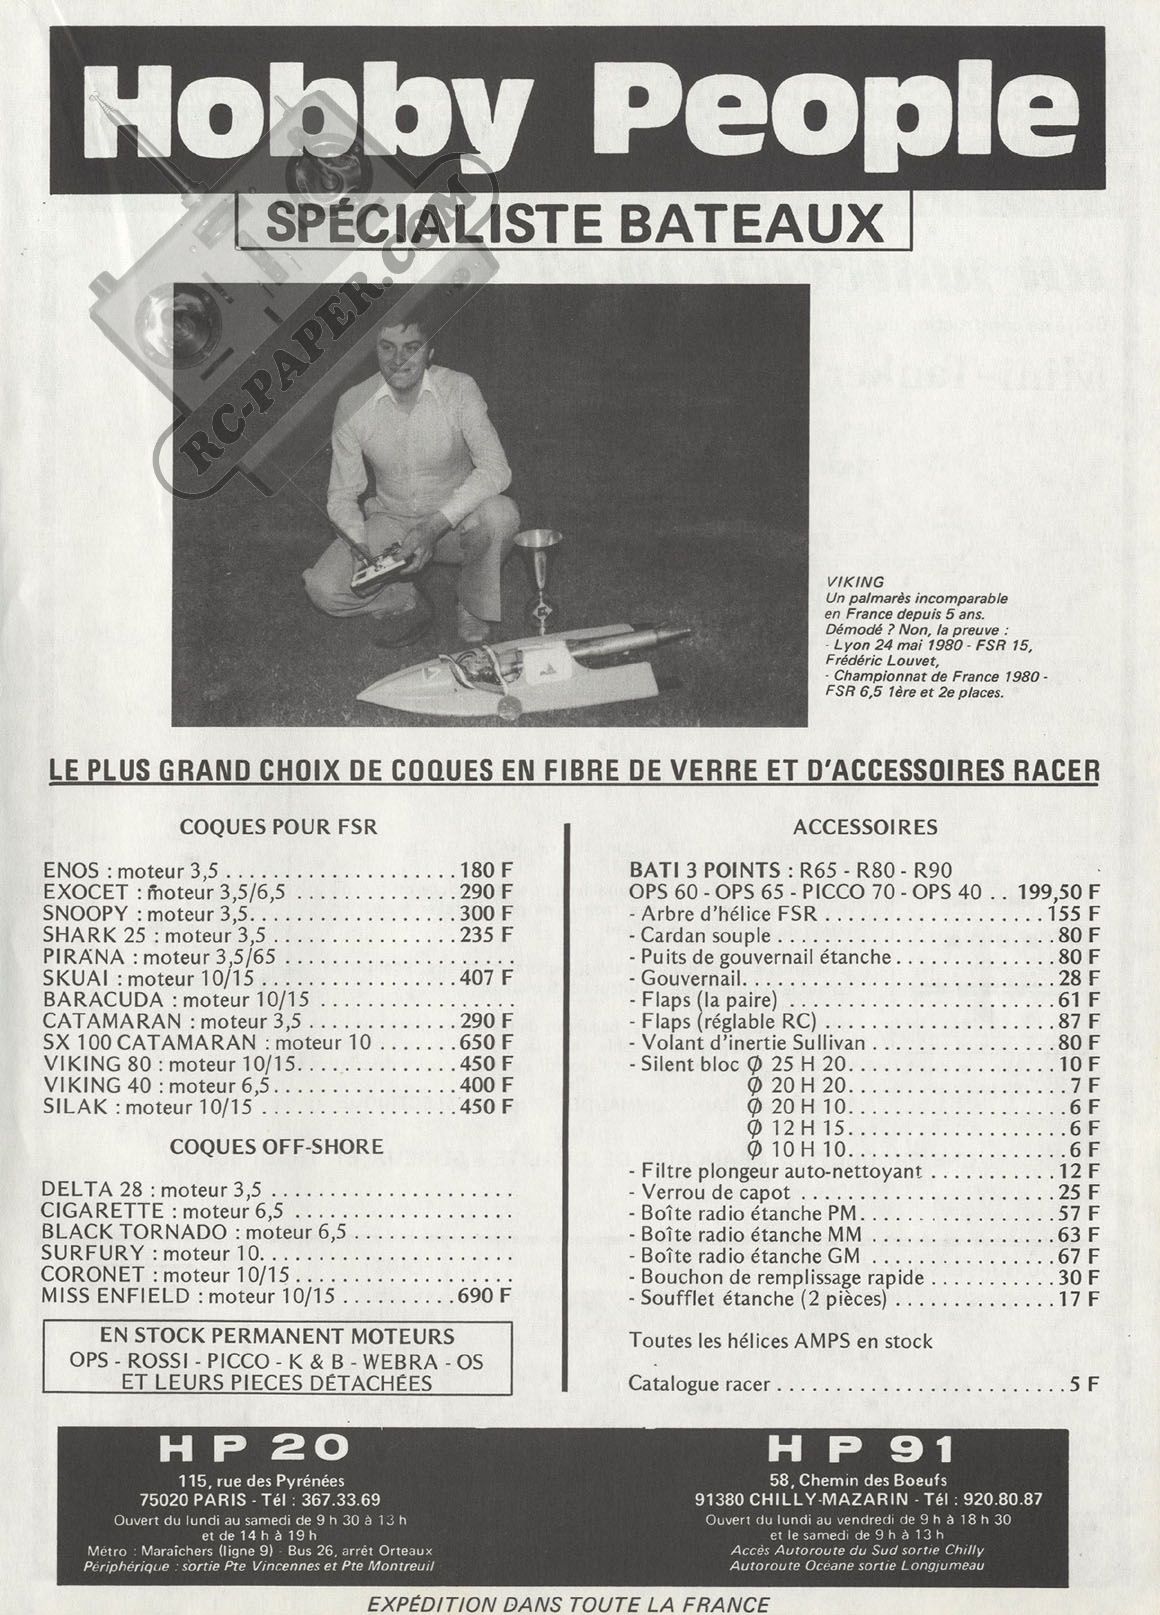 Hobby People
SPÉCIALISTE BATEAUX
RC-PAPER.COM
VIKING
Un palmarès incomparable
en France depuis 5 ans.
Démodé ? Non, la preuve :
- Lyon 24 mai 1980 - FSR 15,
Frédéric Louvet,
- Championnat de France 1980 -
FSR 6,5 1ère et 2e places.
LE PLUS GRAND CHOIX DE COQUES EN FIBRE DE VERRE ET D'ACCESSOIRES RACER
COQUES POUR FSR
ENOS : moteur 3,5 .................... 180 F
EXOCET : moteur 3,5/6,5 .............. 290 F
SNOOPY : moteur 3,5.................. 300 F
SHARK 25 : moteur 3,5 ............... 235 F
PIRANA : moteur 3,5/65 ..................
SKUAI : moteur 10/15 ................. 407 F
BARACUDA : moteur 10/15 ................
CATAMARAN : moteur 3,5 ............. 290 F
SX 100 CATAMARAN : moteur 10 ....... 650 F
VIKING 80 : moteur 10/15.............. 450 F
VIKING 40 : moteur 6,5 ............... 400 F
SILAK : moteur 10/15 ................. 450 F
COQUES OFF-SHORE
DELTA 28 : moteur 3,5 ...................
CIGARETTE : moteur 6,5 ..................
BLACK TORNADO : moteur 6,5 .............
SURFURY : moteur 10.....................
CORONET : moteur 10/15 .................
MISS ENFIELD : moteur 10/15 .......... 690 F
EN STOCK PERMANENT MOTEURS
OPS - ROSSI - PICCO - K & B - WEBRA - OS
ET LEURS PIECES DÉTACHÉES
ACCESSOIRES
BATI 3 POINTS : R65 - R80 - R90
OPS 60 - OPS 65 - PICCO 70 - OPS 40 .. 199,50 F
- Arbre d'hélice FSR .................. 155 F
- Cardan souple ....................... 80 F
- Puits de gouvernail étanche ........... 80 F
- Gouvernail.......................... 28 F
- Flaps (la paire) ...................... 61 F
- Flaps (réglable RC) ................... 87 F
- Volant d'inertie Sullivan .............. 80 F
- Silent bloc Ø 25 H 20................. 10 F
Ø 20 H 20.................. 7 F
Ø 20 H 10.................. 6 F
Ø 12 H 15.................. 6 F
Ø 10 H 10.................. 6 F
- Filtre plongeur auto-nettoyant ......... 12 F
- Verrou de capot ..................... 25 F
- Boîte radio étanche PM................ 57 F
- Boîte radio étanche MM ............... 63 F
- Boîte radio étanche GM ............... 67 F
- Bouchon de remplissage rapide ......... 30 F
- Soufflet étanche (2 pièces) ............ 17 F
Toutes les hélices AMPS en stock
Catalogue racer ......................... 5 F
HP 20
115, rue des Pyrénées
75020 PARIS - Tél : 367.33.69
Ouvert du lundi au samedi de 9 h 30 à 13 h
et de 14 h à 19 h
Métro : Maraîchers (ligne 9) - Bus 26, arrêt Orteaux
Périphérique : sortie Pte Vincennes et Pte Montreuil
HP 91
58, Chemin des Boeufs
91380 CHILLY-MAZARIN - Tél : 920.80.87
Ouvert du lundi au vendredi de 9 h à 18 h 30
et le samedi de 9 h à 13 h
Accès Autoroute du Sud sortie Chilly
Autoroute Océane sortie Longjumeau
EXPÉDITION DANS TOUTE LA FRANCE